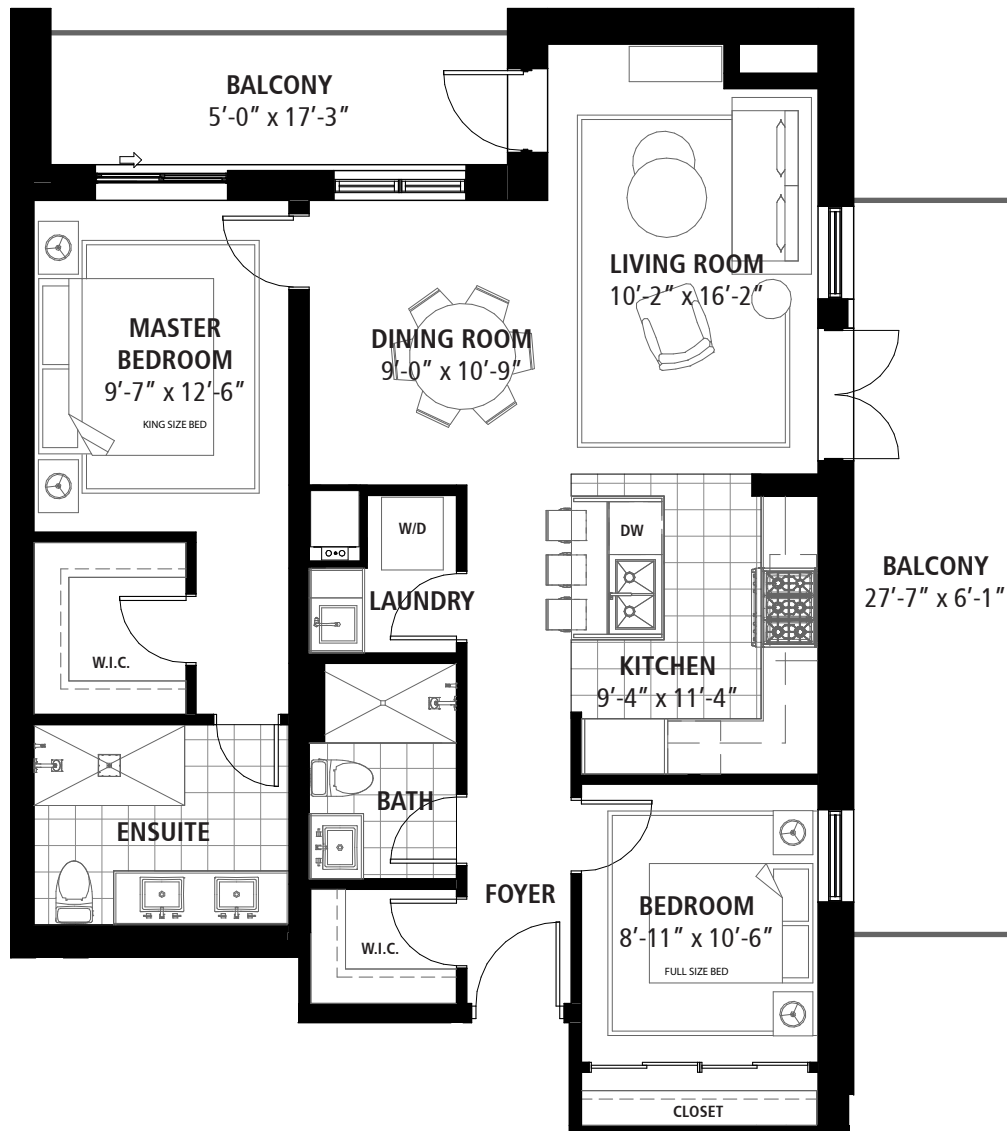 BALCONY
5’-0” x 17’-3”
LIVING ROOM
10’-2” x 16’-2”
MASTER
BEDROOM
9’-7” x 12’-6”
KING SIZE BED
DINING ROOM
9’-0” x 10’-9”
W/D
DW
LAUNDRY
BALCONY
27’-7” x 6’-1”
W.I.C.
KITCHEN
9’-4” x 11’-4”
BATH
ENSUITE
FOYER
BEDROOM
8’-11” x 10’-6”
FULL SIZE BED
W.I.C.
CLOSET